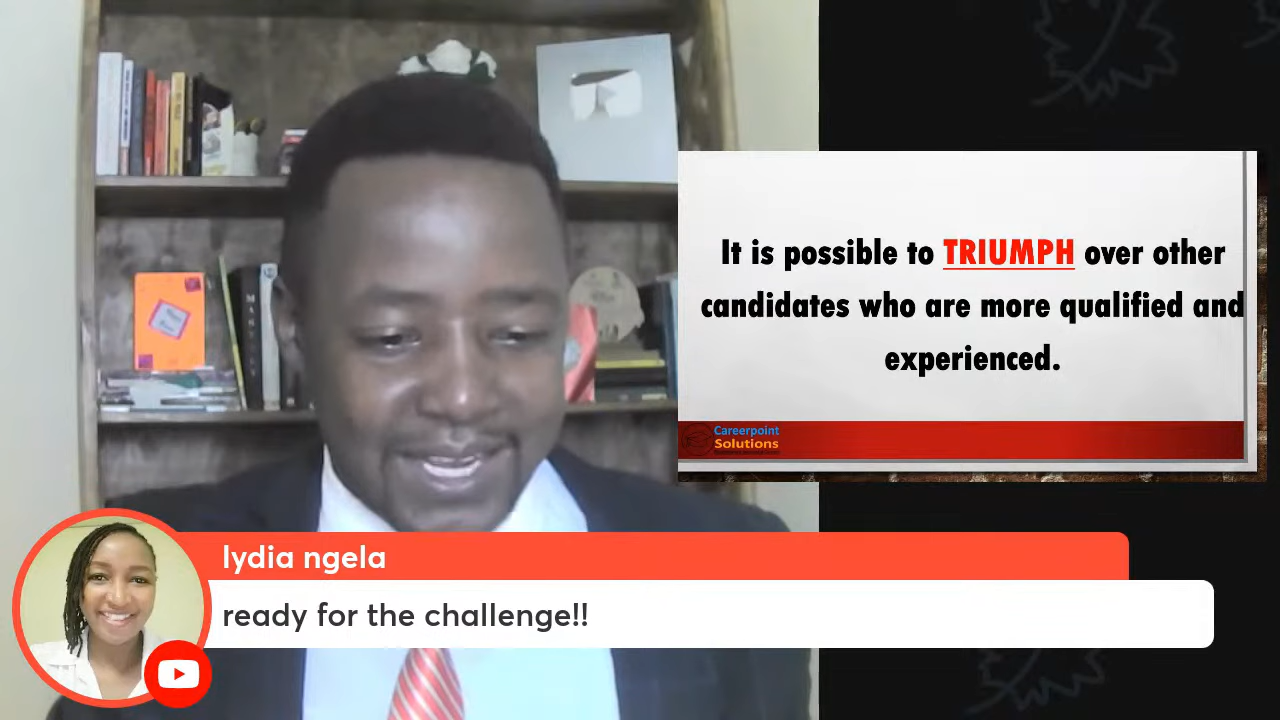 It is possible to TRIUMPH over other
candidates who are more qualified and
experienced.
Careerpoint
Solutions
lydia ngela
ready for the challenge!!